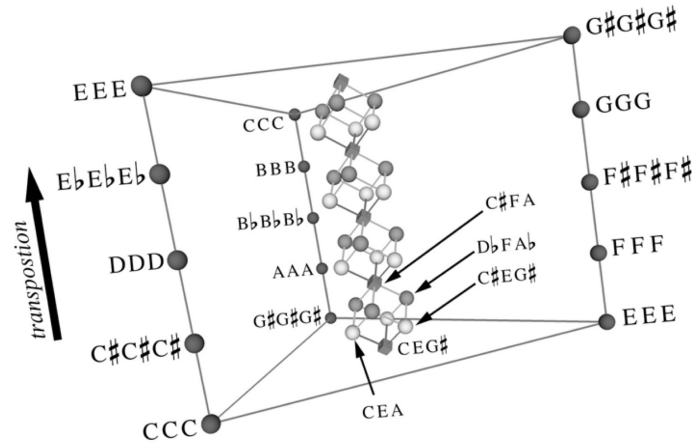 G♯G♯G♯
EEE
GGG
CCC
BBB
E♭E♭E♭
F♯F♯F♯
C♯FA
B♭B♭B♭
D♭FA♭
DDD
FFF
AAA
C♯EG♯
transpostion
G♯G♯G♯
EEE
C♯C♯C♯
CEG♯
CEA
CCC